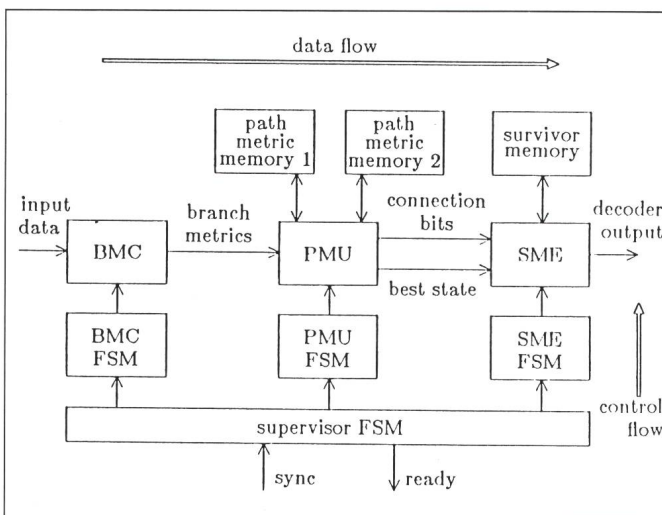 data flow
path
metric
memory 1
path
metric
memory 2
survivor
memory
input
data
branch
metrics
connection
bits
decoder
output
BMC
PMU
SME
best state
BMC
FSM
PMU
FSM
SME
FSM
control
flow
supervisor FSM
sync
ready